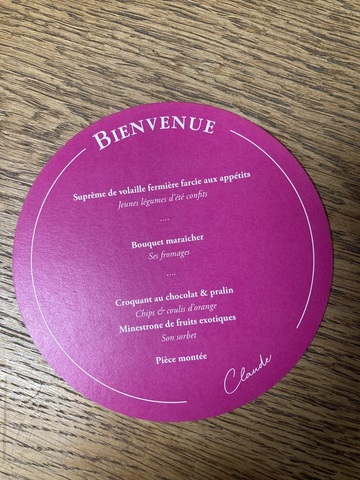 BIENVENUE
Suprême de volaille fermière farcie aux appétits
Jeunes légumes d'été confits
....
Bouquet maraîcher
Ses fromages
....
Croquant au chocolat & pralin
Chips & coulis d'orange
Minestrone de fruits exotiques
Son sorbet
Pièce montée
Claude